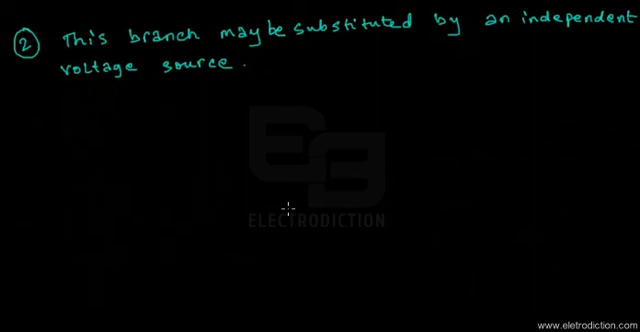 ② This branch may be substituted by an independent
voltage source.
ELECTRODICTION
www.eletrodiction.com